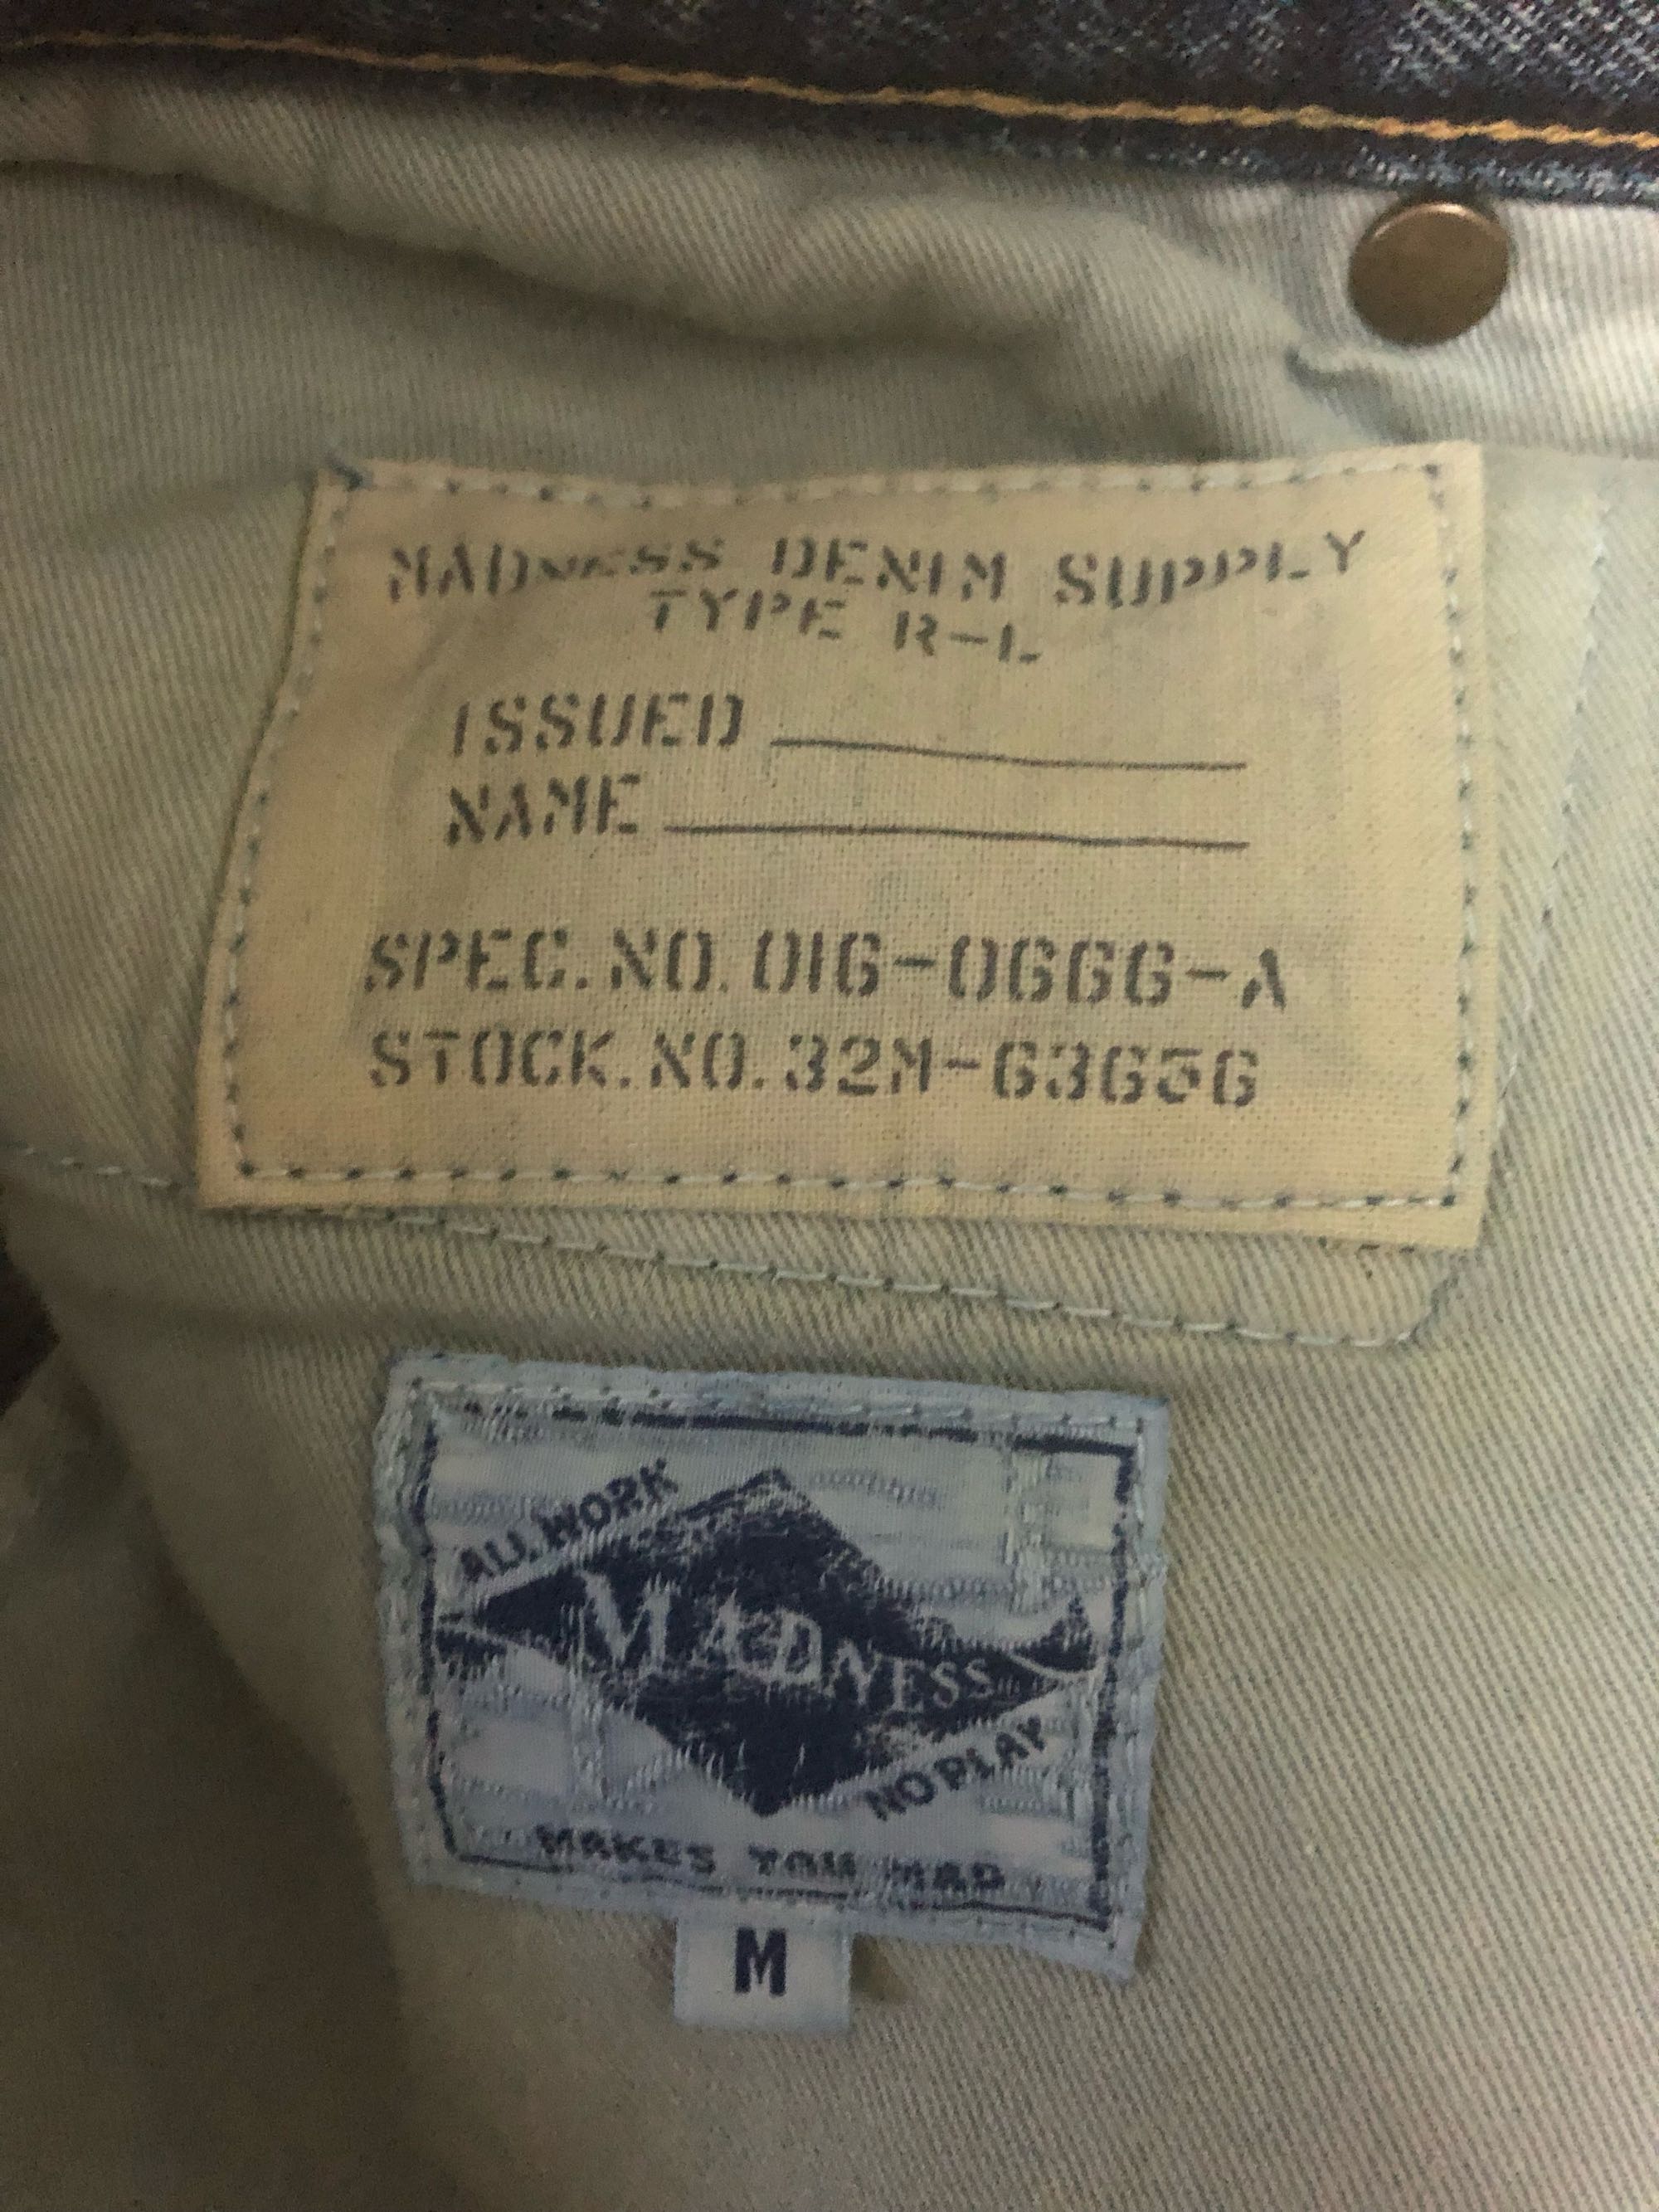 MADNESS DENIM SUPPLY
TYPE R-L
ISSUED
NAME
SPEC.NO.016-0666-A
STOCK.NO.32M-63656
ALL WORK
MADNESS
NO PLAY
MAKES YOU MAD
M